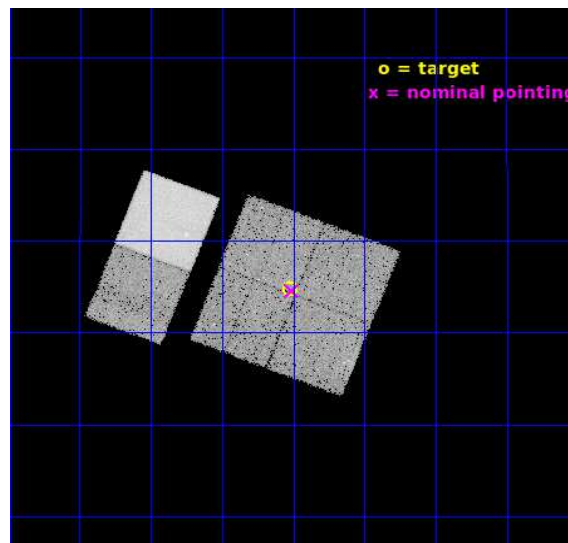 o = target
x = nominal pointing